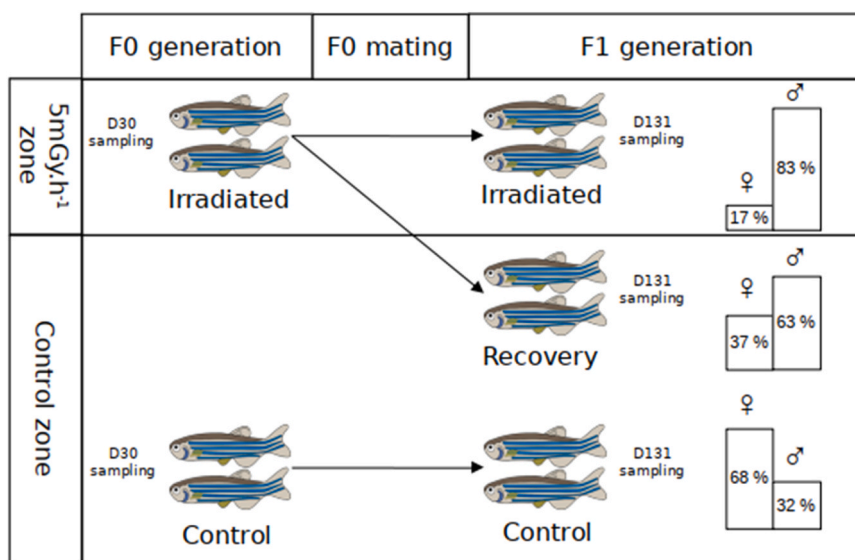 F0 generation
F0 mating
F1 generation
5mGy.h⁻¹
zone
D30
sampling
Irradiated
D131
sampling
Irradiated
♀
17 %
♂
83 %
Control zone
D131
sampling
Recovery
♀
37 %
♂
63 %
D30
sampling
Control
D131
sampling
Control
♀
68 %
♂
32 %